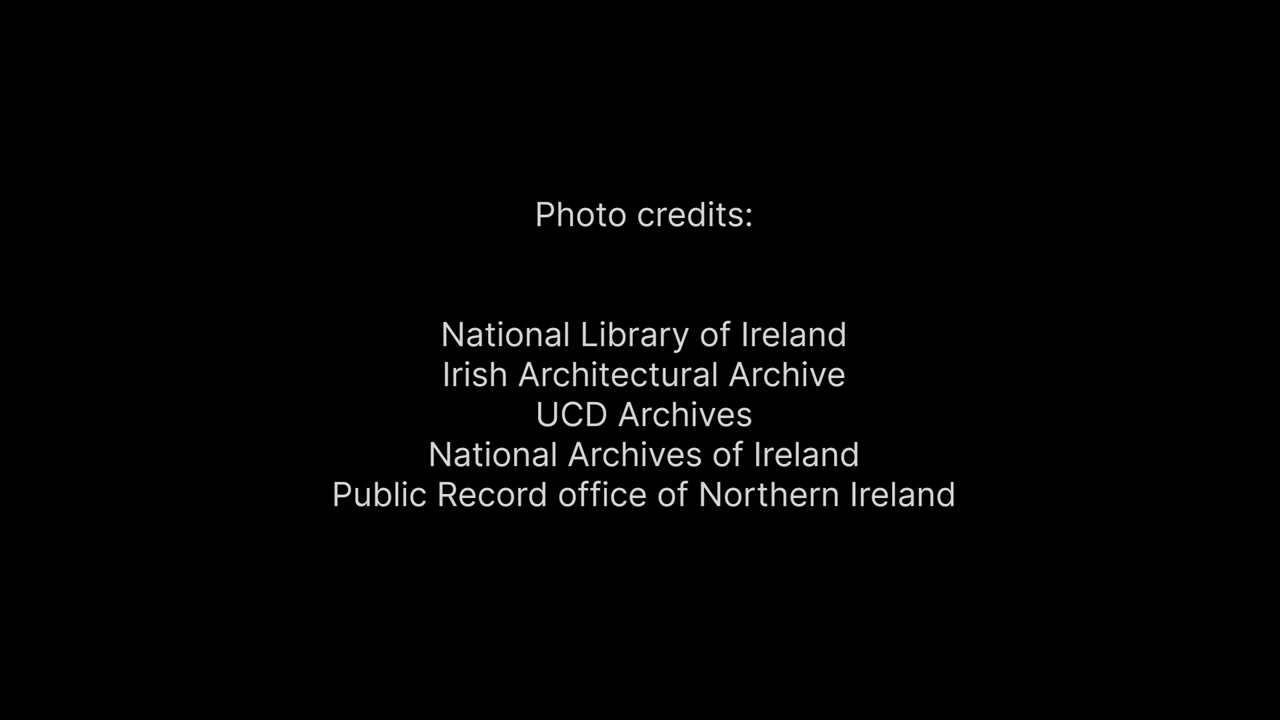 Photo credits:
National Library of Ireland
Irish Architectural Archive
UCD Archives
National Archives of Ireland
Public Record office of Northern Ireland